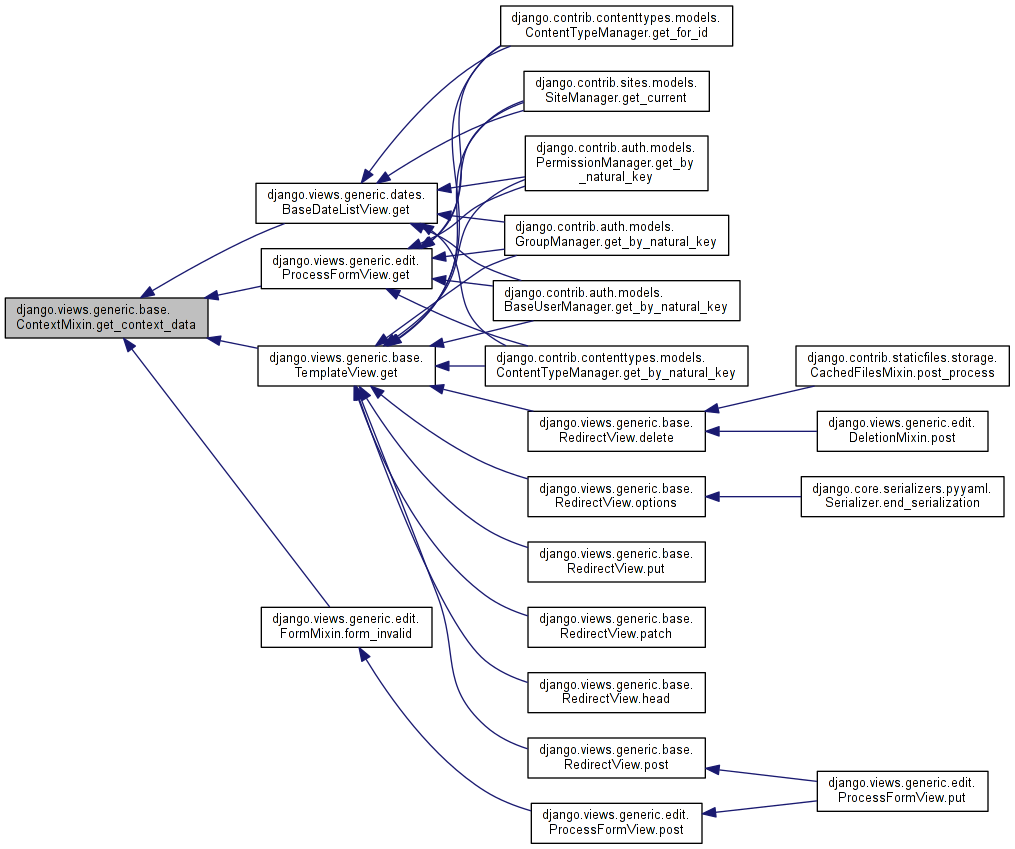 django.contrib.contenttypes.models.
ContentTypeManager.get_for_id
django.contrib.sites.models.
SiteManager.get_current
django.contrib.auth.models.
PermissionManager.get_by
_natural_key
django.views.generic.dates.
BaseDateListView.get
django.contrib.auth.models.
GroupManager.get_by_natural_key
django.views.generic.edit.
ProcessFormView.get
django.contrib.auth.models.
BaseUserManager.get_by_natural_key
django.views.generic.base.
ContextMixin.get_context_data
django.views.generic.base.
TemplateView.get
django.contrib.contenttypes.models.
ContentTypeManager.get_by_natural_key
django.contrib.staticfiles.storage.
CachedFilesMixin.post_process
django.views.generic.base.
RedirectView.delete
django.views.generic.edit.
DeletionMixin.post
django.views.generic.base.
RedirectView.options
django.core.serializers.pyyaml.
Serializer.end_serialization
django.views.generic.base.
RedirectView.put
django.views.generic.edit.
FormMixin.form_invalid
django.views.generic.base.
RedirectView.patch
django.views.generic.base.
RedirectView.head
django.views.generic.base.
RedirectView.post
django.views.generic.edit.
ProcessFormView.put
django.views.generic.edit.
ProcessFormView.post